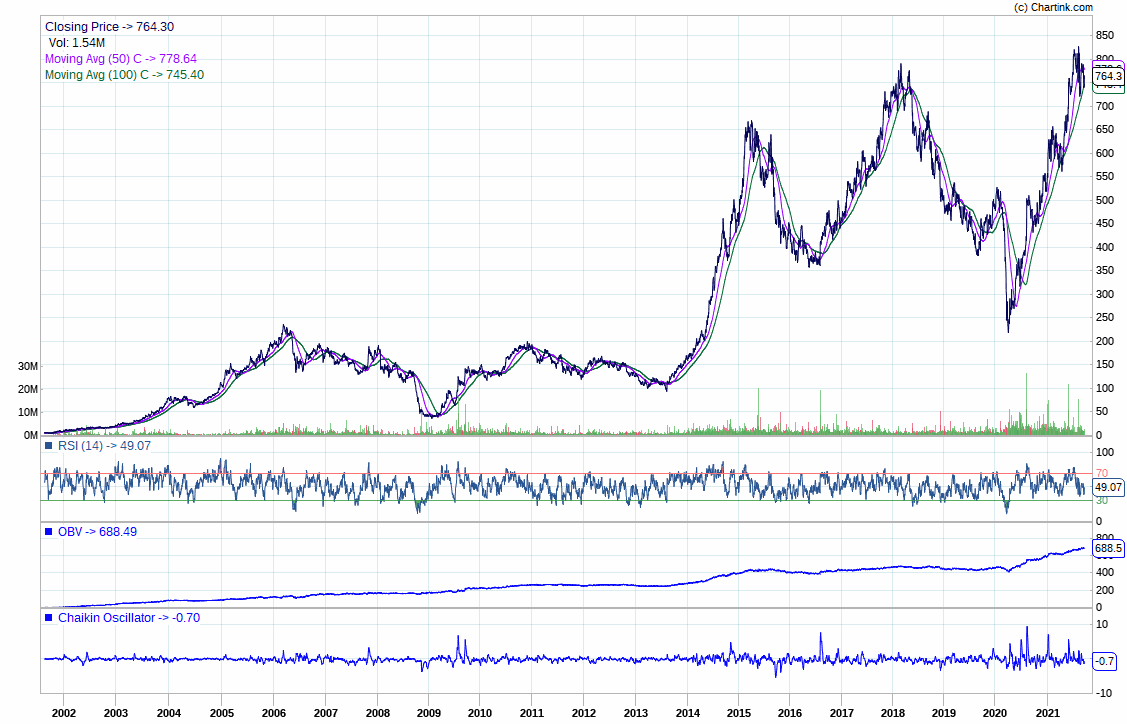 (c) Chartink.com
Closing Price -> 764.30
Vol: 1.54M
Moving Avg (50) C -> 778.64
Moving Avg (100) C -> 745.40
850
800
764.3
700
650
600
550
500
450
400
350
300
250
200
150
100
50
0
30M
20M
10M
0M
RSI (14) -> 49.07
100
70
49.07
30
0
OBV -> 688.49
800
688.5
400
200
0
Chaikin Oscillator -> -0.70
10
-0.7
-10
2002 2003 2004 2005 2006 2007 2008 2009 2010 2011 2012 2013 2014 2015 2016 2017 2018 2019 2020 2021